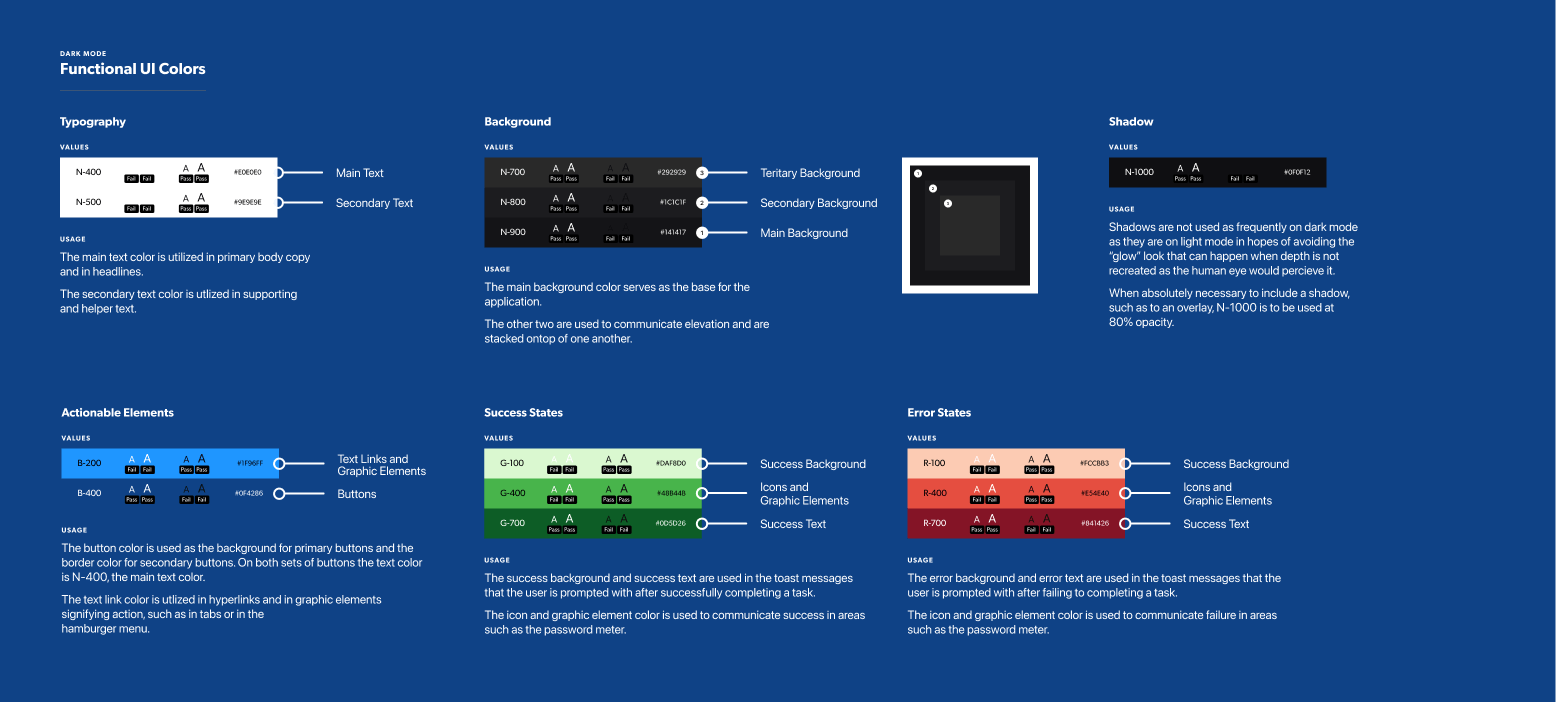 DARK MODE
Functional UI Colors
Typography
VALUES
N-400 Fail Fail A A Pass Pass #E0E0E0 Main Text
N-500 Fail Fail A A Pass Pass #9E9E9E Secondary Text
USAGE
The main text color is utilized in primary body copy
and in headlines.
The secondary text color is utlized in supporting
and helper text.
Background
VALUES
N-700 A A Pass Pass A A Fail Fail #292929 3 Teritary Background
N-800 A A Pass Pass A A Fail Fail #1C1C1F 2 Secondary Background
N-900 A A Pass Pass Fail Fail #141417 1 Main Background
1
2
3
USAGE
The main background color serves as the base for the
application.
The other two are used to communicate elevation and are
stacked ontop of one another.
Shadow
VALUES
N-1000 A A Pass Pass Fail Fail #0F0F12
USAGE
Shadows are not used as frequently on dark mode
as they are on light mode in hopes of avoiding the
“glow” look that can happen when depth is not
recreated as the human eye would percieve it.
When absolutely necessary to include a shadow,
such as to an overlay, N-1000 is to be used at
80% opacity.
Actionable Elements
VALUES
B-200 A A Fail Pass A A Pass Pass #1F96FF Text Links and
Graphic Elements
B-400 A A Pass Pass A A Fail Fail #0F4286 Buttons
USAGE
The button color is used as the background for primary buttons and the
border color for secondary buttons. On both sets of buttons the text color
is N-400, the main text color.
The text link color is utlized in hyperlinks and in graphic elements
signifying action, such as in tabs or in the
hamburger menu.
Success States
VALUES
G-100 A A Fail Fail A A Pass Pass #DAF8D0 Success Background
G-400 A A Fail Fail A A Pass Pass #48B44B Icons and
Graphic Elements
G-700 A A Pass Pass A A Fail Fail #0D5D26 Success Text
USAGE
The success background and success text are used in the toast messages
that the user is prompted with after successfully completing a task.
The icon and graphic element color is used to communicate success in areas
such as the password meter.
Error States
VALUES
R-100 A A Fail Fail A A Pass Pass #FCCBB3 Success Background
R-400 A A Fail Fail A A Pass Pass #E54E40 Icons and
Graphic Elements
R-700 A A Pass Pass A A Fail Fail #841426 Success Text
USAGE
The error background and error text are used in the toast messages that the
user is prompted with after failing to completing a task.
The icon and graphic element color is used to communicate failure in areas
such as the password meter.